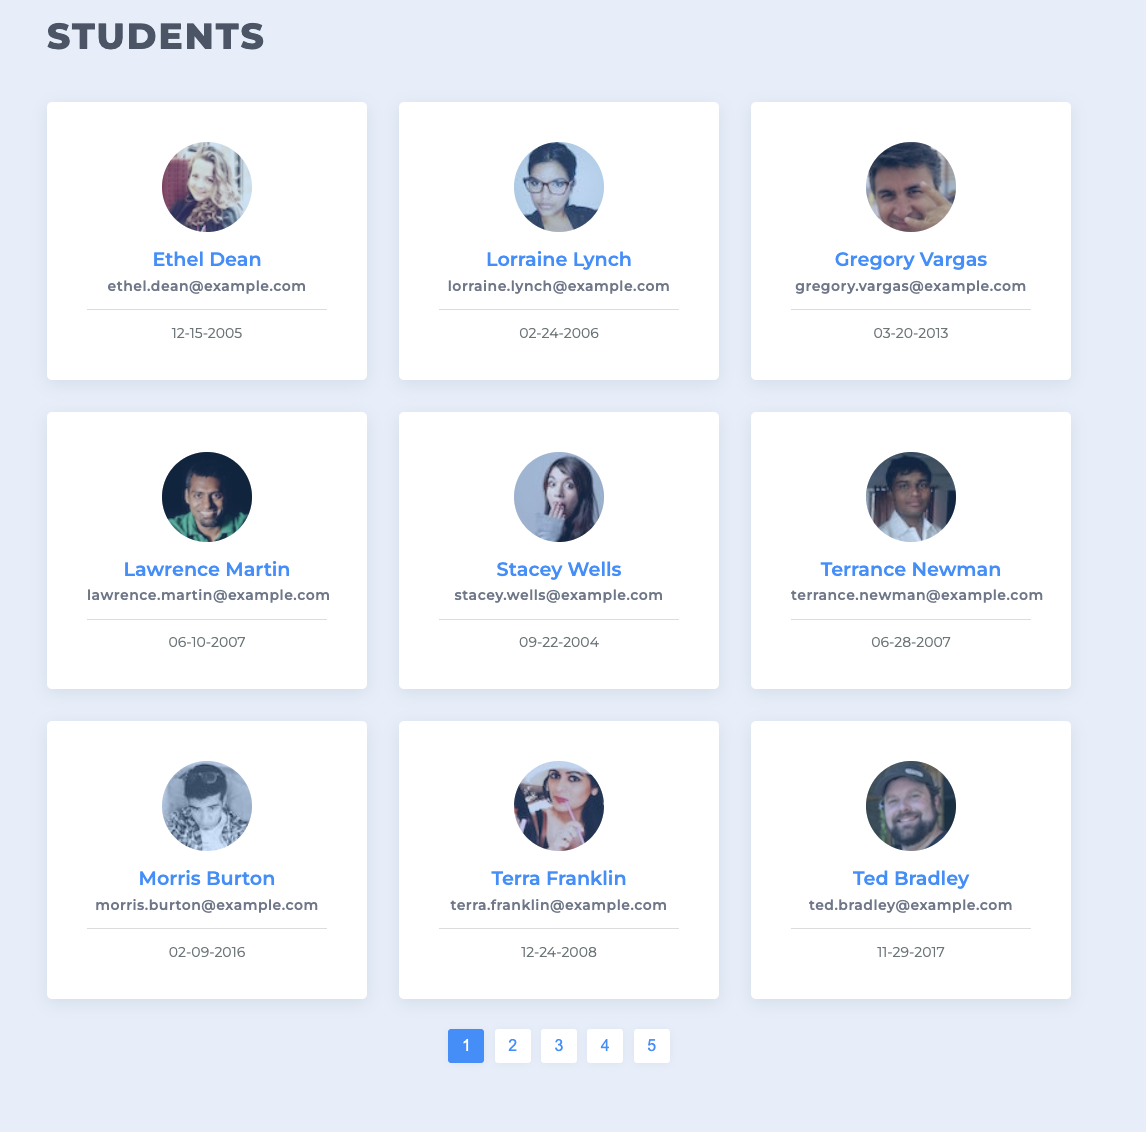 STUDENTS
Ethel Dean
ethel.dean@example.com
12-15-2005
Lorraine Lynch
lorraine.lynch@example.com
02-24-2006
Gregory Vargas
gregory.vargas@example.com
03-20-2013
Lawrence Martin
lawrence.martin@example.com
06-10-2007
Stacey Wells
stacey.wells@example.com
09-22-2004
Terrance Newman
terrance.newman@example.com
06-28-2007
Morris Burton
morris.burton@example.com
02-09-2016
Terra Franklin
terra.franklin@example.com
12-24-2008
Ted Bradley
ted.bradley@example.com
11-29-2017
1 2 3 4 5